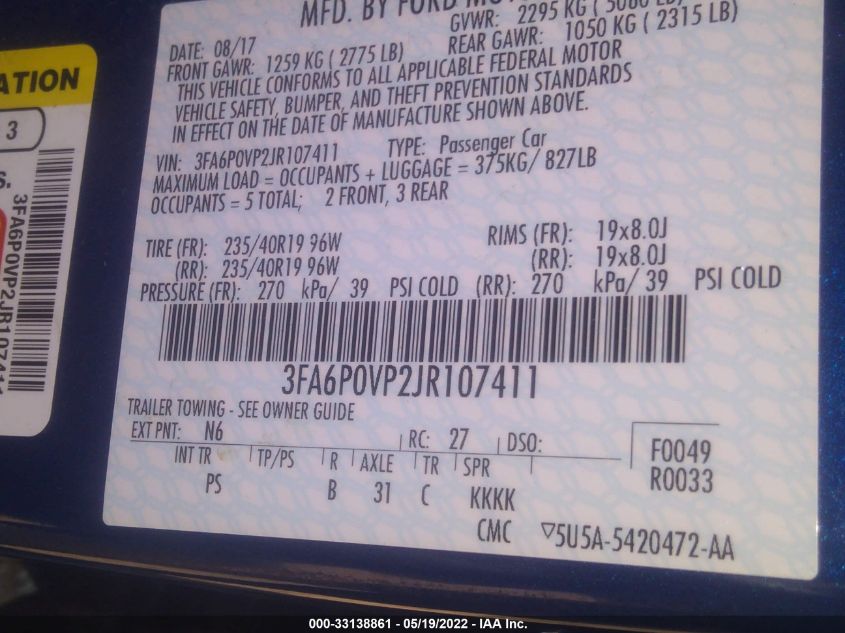 MFD. BY FORD
GVWR: 2295 KG (5060 LB)
DATE: 08/17
REAR GAWR: 1050 KG ( 2315 LB)
FRONT GAWR: 1259 KG ( 2775 LB)
THIS VEHICLE CONFORMS TO ALL APPLICABLE FEDERAL MOTOR
VEHICLE SAFETY, BUMPER, AND THEFT PREVENTION STANDARDS
IN EFFECT ON THE DATE OF MANUFACTURE SHOWN ABOVE.
VIN: 3FA6P0VP2JR107411 TYPE: Passenger Car
MAXIMUM LOAD = OCCUPANTS + LUGGAGE = 375KG/ 827LB
OCCUPANTS = 5 TOTAL; 2 FRONT, 3 REAR
TIRE (FR): 235/40R19 96W RIMS (FR): 19x8.0J
(RR): 235/40R19 96W (RR): 19x8.0J
PRESSURE (FR): 270 kPa/ 39 PSI COLD (RR): 270 kPa/ 39 PSI COLD
3FA6P0VP2JR107411
TRAILER TOWING - SEE OWNER GUIDE
EXT PNT: N6 RC: 27 DSO:
F0049
INT TR TP/PS R AXLE TR SPR
R0033
PS B 31 C KKKK
CMC ▽5U5A-5420472-AA
3
S.
3FA6P0VP2JR107411
000-33138861 - 05/19/2022 - IAA Inc.